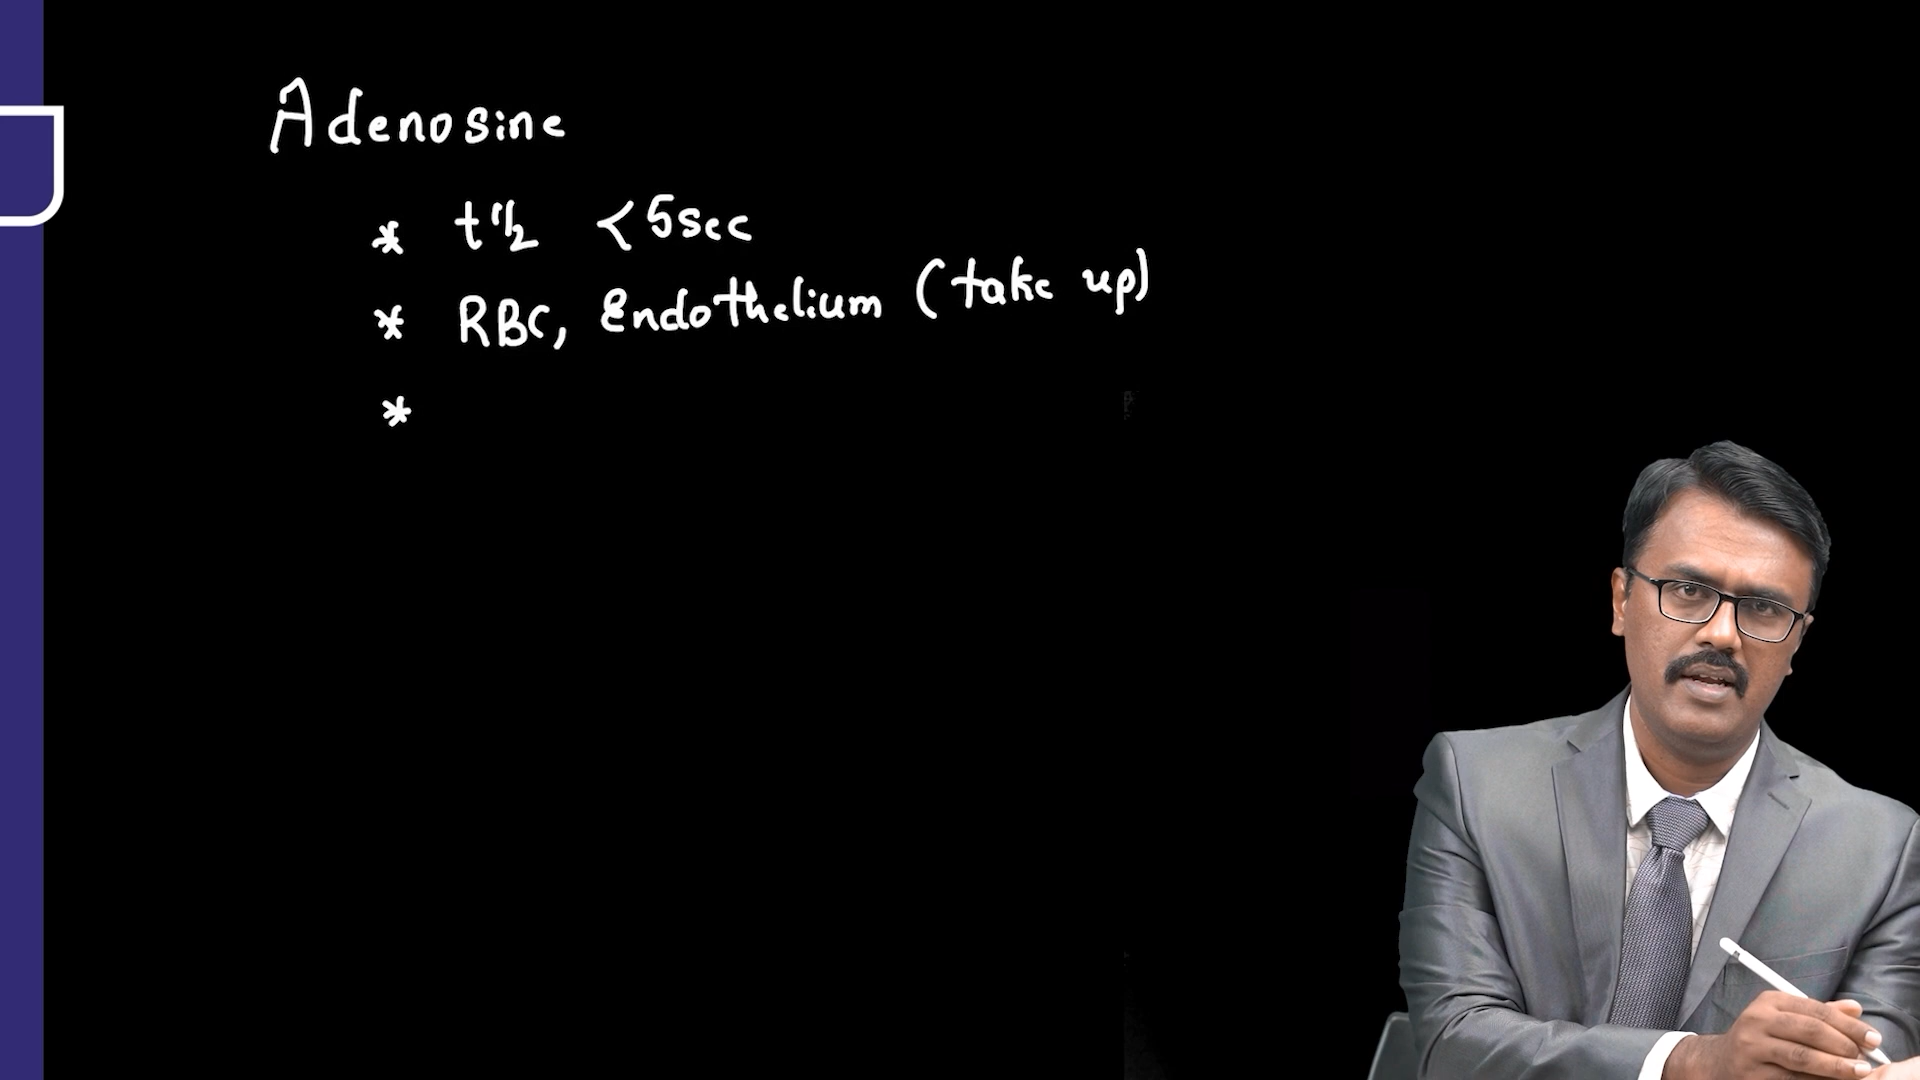 Adenosine
* t1/2 <5sec
* RBC, Endothelium (take up)
*